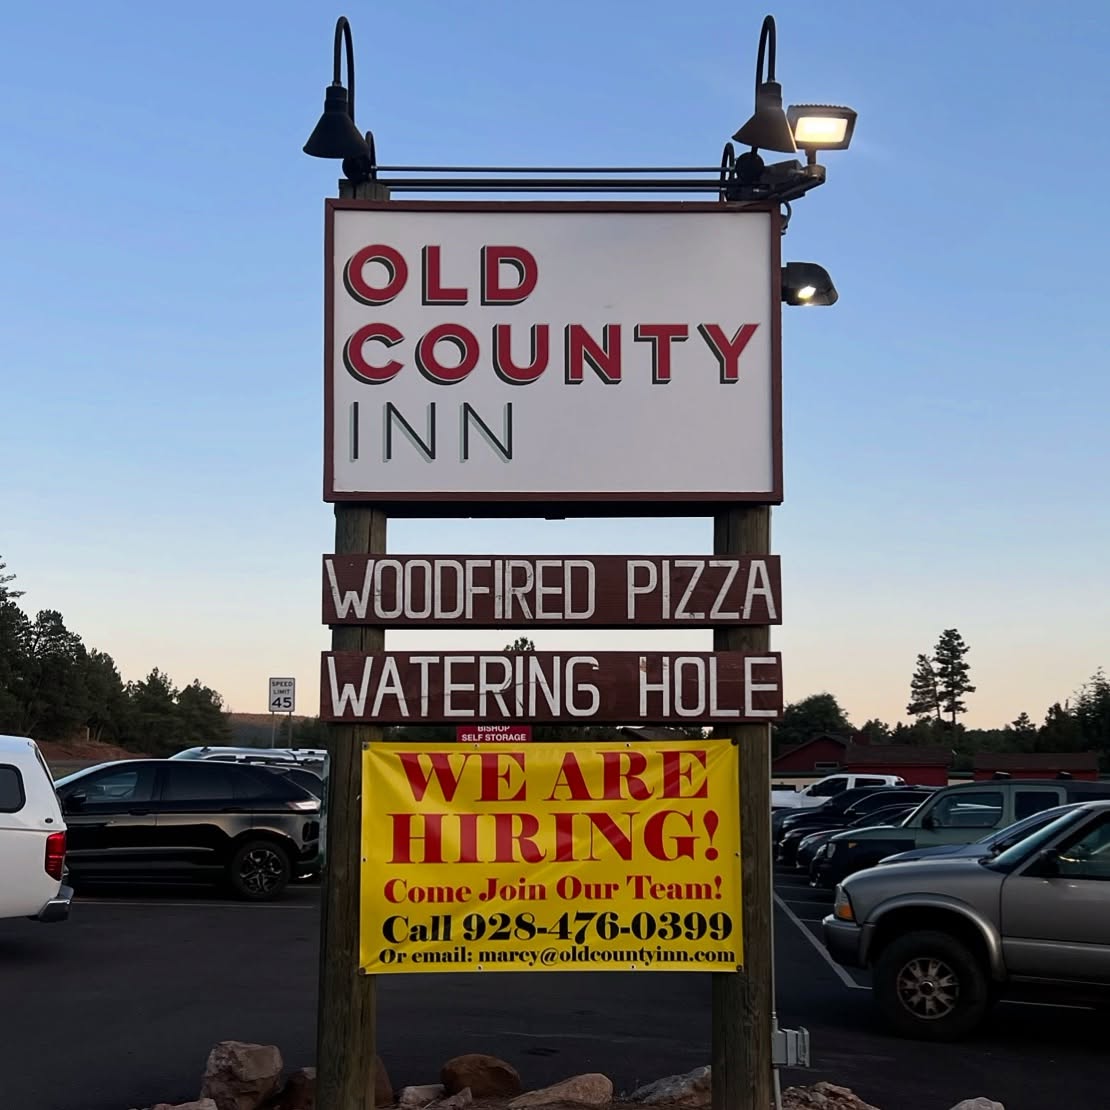 OLD
COUNTY
INN
WOODFIRED PIZZA
WATERING HOLE
SPEED
LIMIT
45
BISHOP
SELF STORAGE
WE ARE
HIRING!
Come Join Our Team!
Call 928-476-0399
Or email: marcy@oldcountyinn.com